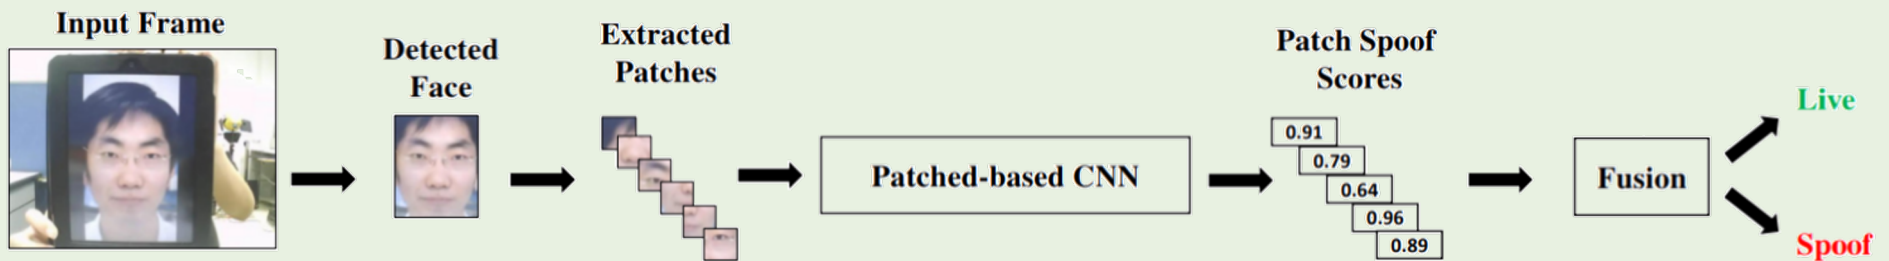 Input Frame
Detected
Face
Extracted
Patches
Patched-based CNN
Patch Spoof
Scores
0.91
0.79
0.64
0.96
0.89
Fusion
Live
Spoof